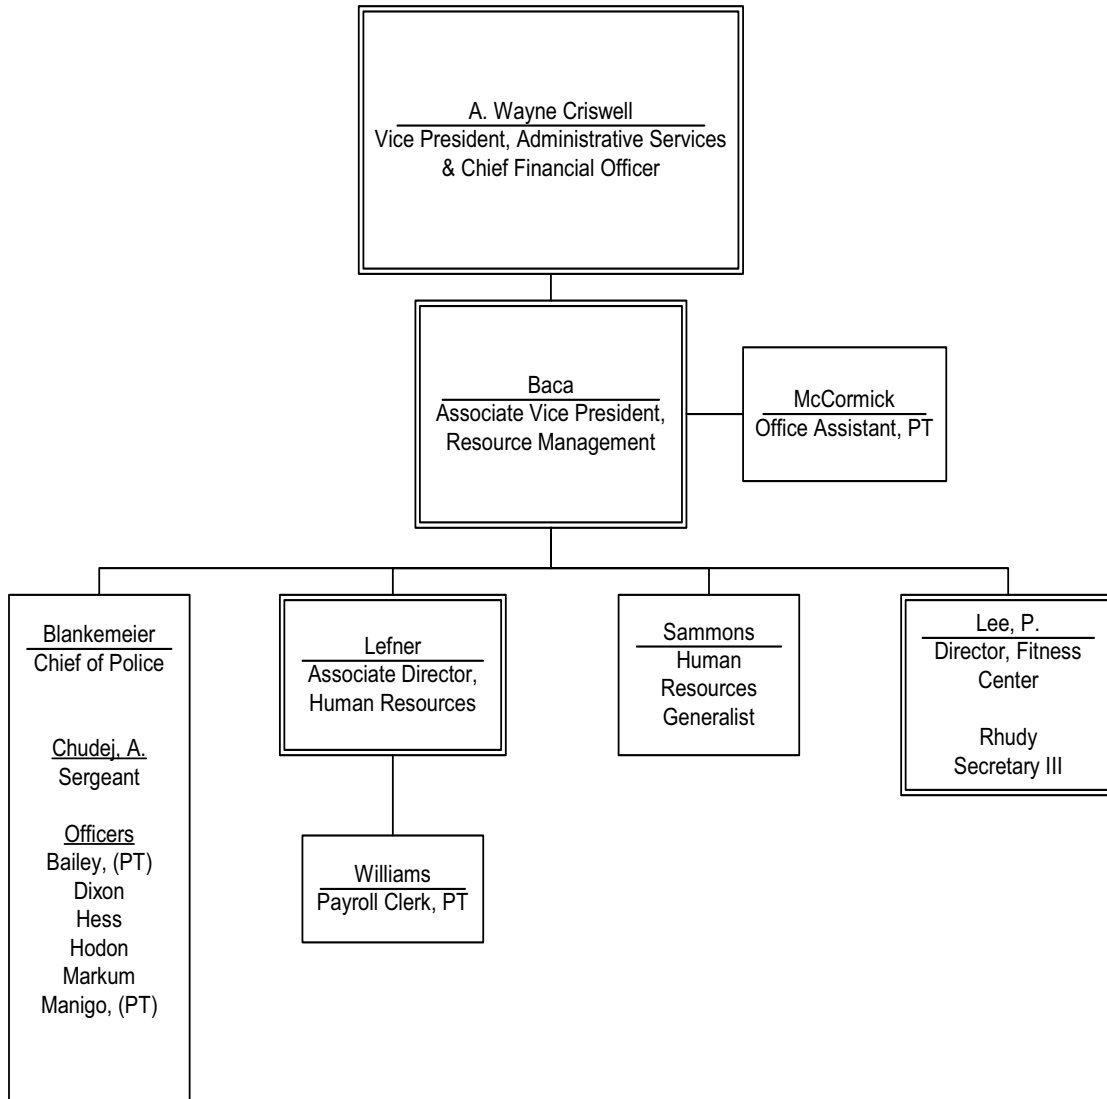 A. Wayne Criswell
Vice President, Administrative Services
& Chief Financial Officer
Baca
Associate Vice President,
Resource Management
McCormick
Office Assistant, PT
Blankemeier
Chief of Police
Chudej, A.
Sergeant
Officers
Bailey, (PT)
Dixon
Hess
Hodon
Markum
Manigo, (PT)
Lefner
Associate Director,
Human Resources
Williams
Payroll Clerk, PT
Sammons
Human
Resources
Generalist
Lee, P.
Director, Fitness
Center
Rhudy
Secretary III